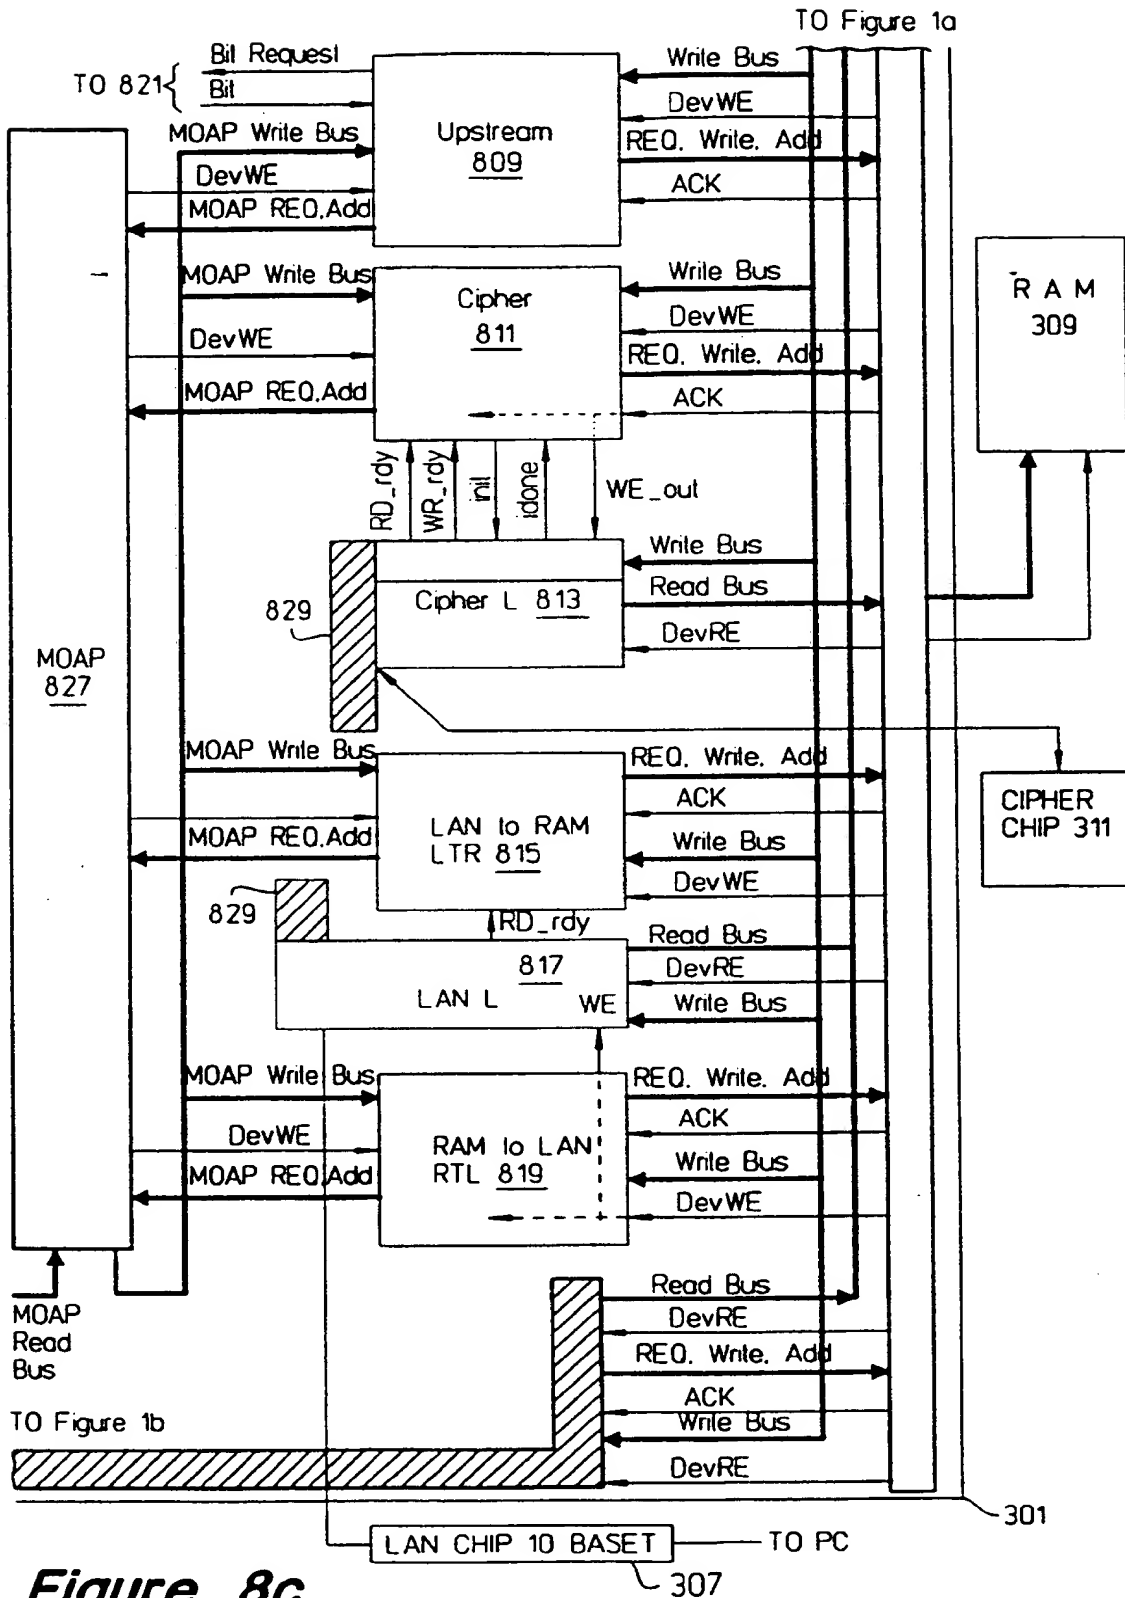 TO Figure 1a
Bit Request
TO 821
Bit
Upstream
809
Write Bus
DevWE
REQ. Write. Add
ACK
MOAP Write Bus
DevWE
MOAP REQ.Add
MOAP Write Bus
DevWE
MOAP REQ.Add
Cipher
811
Write Bus
DevWE
REQ. Write. Add
ACK
RAM
309
RD_rdy
WR_rdy
init
idone
WE_out
829
Cipher L 813
Write Bus
Read Bus
DevRE
MOAP
827
MOAP Write Bus
MOAP REQ.Add
LAN to RAM
LTR 815
REQ. Write. Add
ACK
Write Bus
DevWE
CIPHER
CHIP 311
829
RD_rdy
817
LAN L
WE
Read Bus
DevRE
Write Bus
MOAP Write Bus
DevWE
MOAP REQ.Add
RAM to LAN
RTL 819
REQ. Write. Add
ACK
Write Bus
DevWE
MOAP
Read
Bus
Read Bus
DevRE
REQ. Write. Add
ACK
Write Bus
DevRE
TO Figure 1b
301
LAN CHIP 10 BASET
TO PC
307
Figure 8c